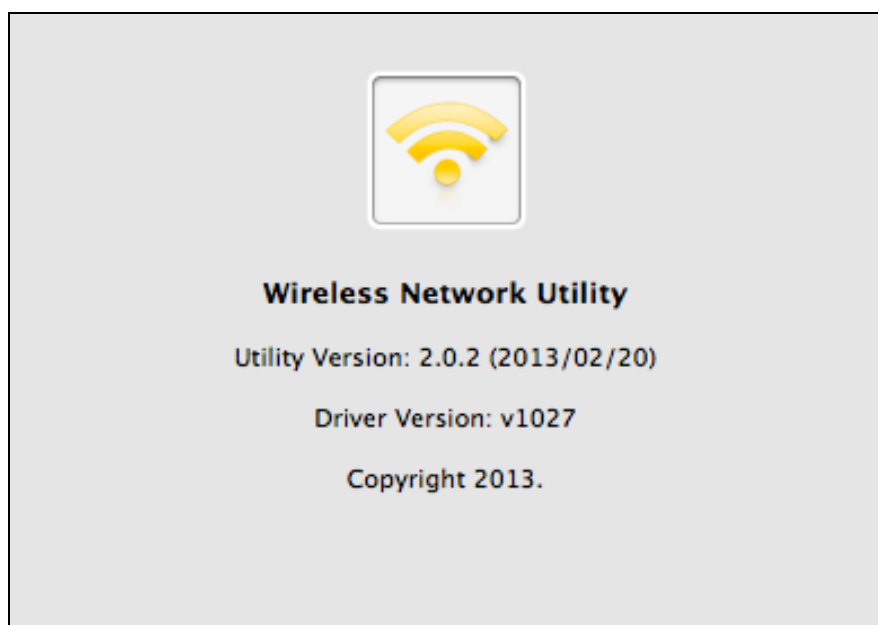 Wireless Network Utility
Utility Version: 2.0.2 (2013/02/20)
Driver Version: v1027
Copyright 2013.